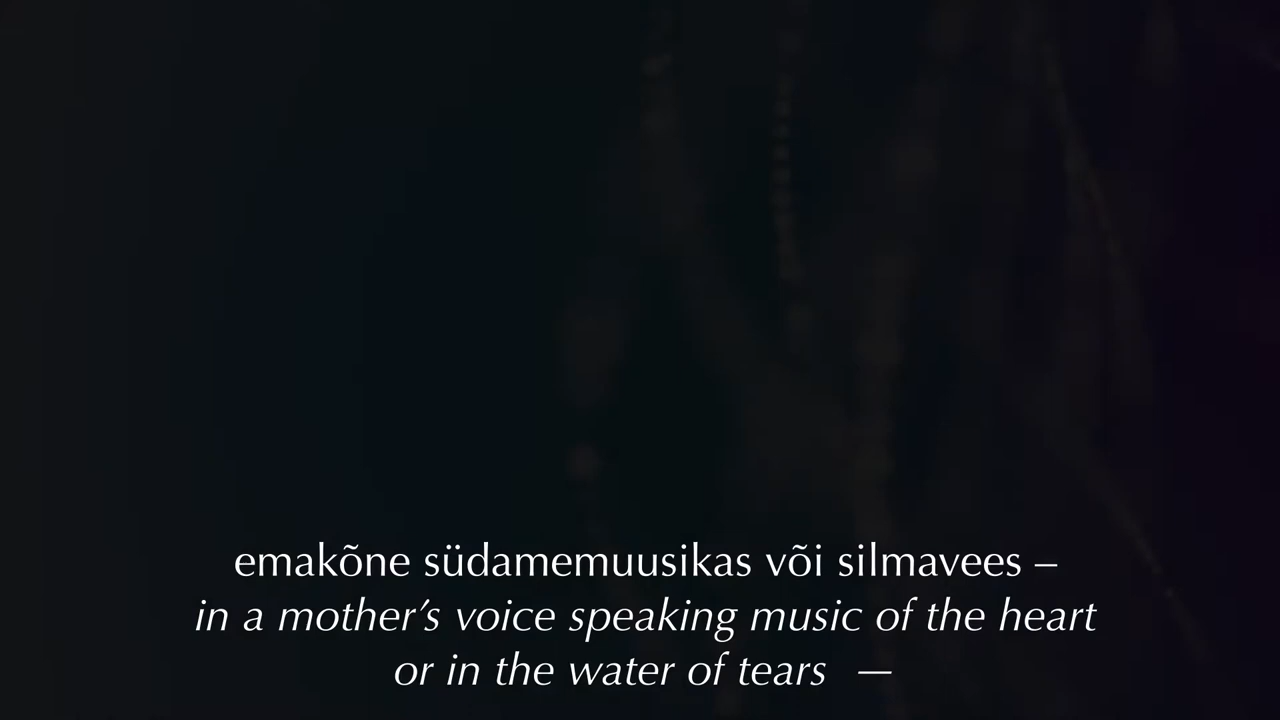 emakõne südamemuusikas või silmavees –
in a mother’s voice speaking music of the heart
or in the water of tears —